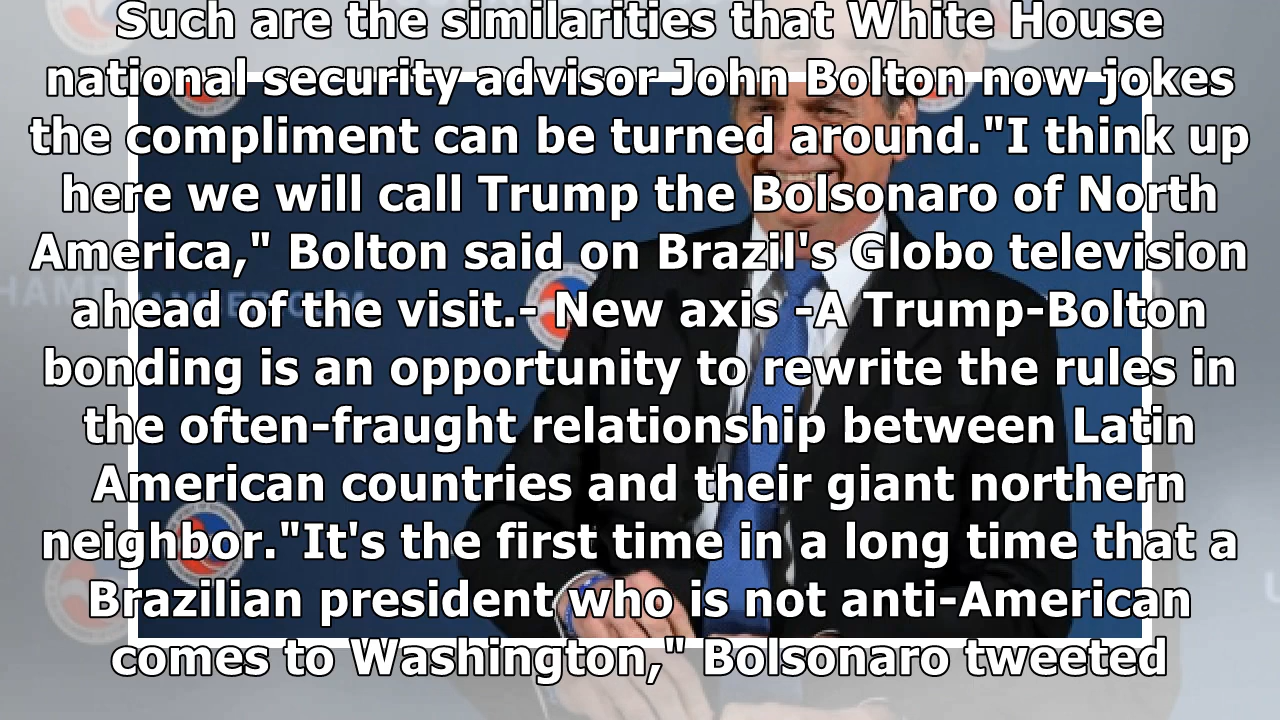 Such are the similarities that White House
national security advisor John Bolton now jokes
the compliment can be turned around."I think up
here we will call Trump the Bolsonaro of North
America," Bolton said on Brazil's Globo television
ahead of the visit.- New axis -A Trump-Bolton
bonding is an opportunity to rewrite the rules in
the often-fraught relationship between Latin
American countries and their giant northern
neighbor."It's the first time in a long time that a
Brazilian president who is not anti-American
comes to Washington," Bolsonaro tweeted